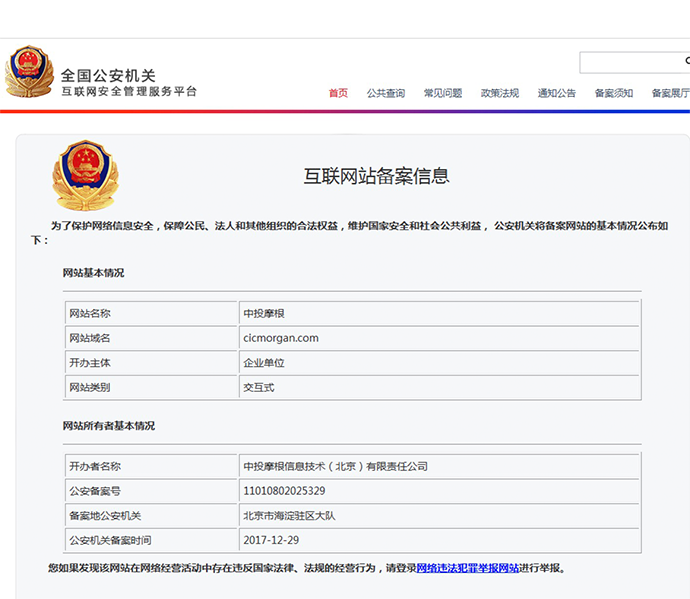 全国公安机关
互联网安全管理服务平台
首页 公共查询 常见问题 政策法规 通知公告 备案须知 备案展厅
互联网站备案信息
为了保护网络信息安全，保障公民、法人和其他组织的合法权益，维护国家安全和社会公共利益， 公安机关将备案网站的基本情况公布如
下：
网站基本情况
网站名称 中投摩根
网站域名 cicmorgan.com
开办主体 企业单位
网站类别 交互式
网站所有者基本情况
开办者名称 中投摩根信息技术（北京）有限责任公司
公安备案号 11010802025329
备案地公安机关 北京市海淀驻区大队
公安机关备案时间 2017-12-29
您如果发现该网站在网络经营活动中存在违反国家法律、法规的经营行为，请登录网络违法犯罪举报网站进行举报。